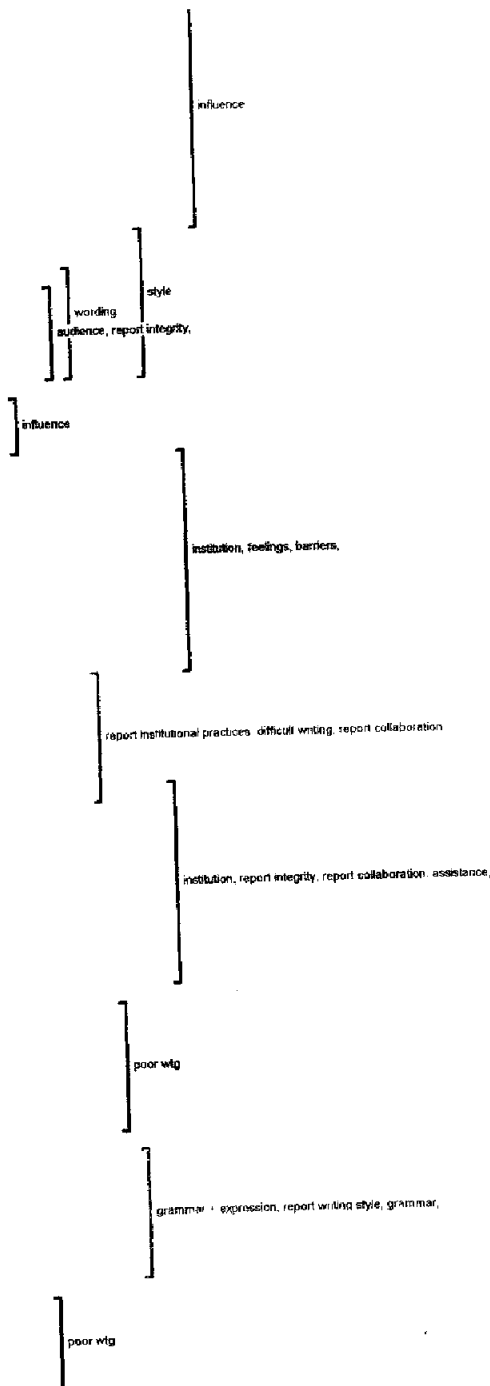 influence
style
wording
audience, report integrity,
influence
institution, feelings, barriers,
report institutional practices, difficult writing, report collaboration
institution, report integrity, report collaboration, assistance,
poor wtg
grammar + expression, report writing style, grammar,
poor wtg